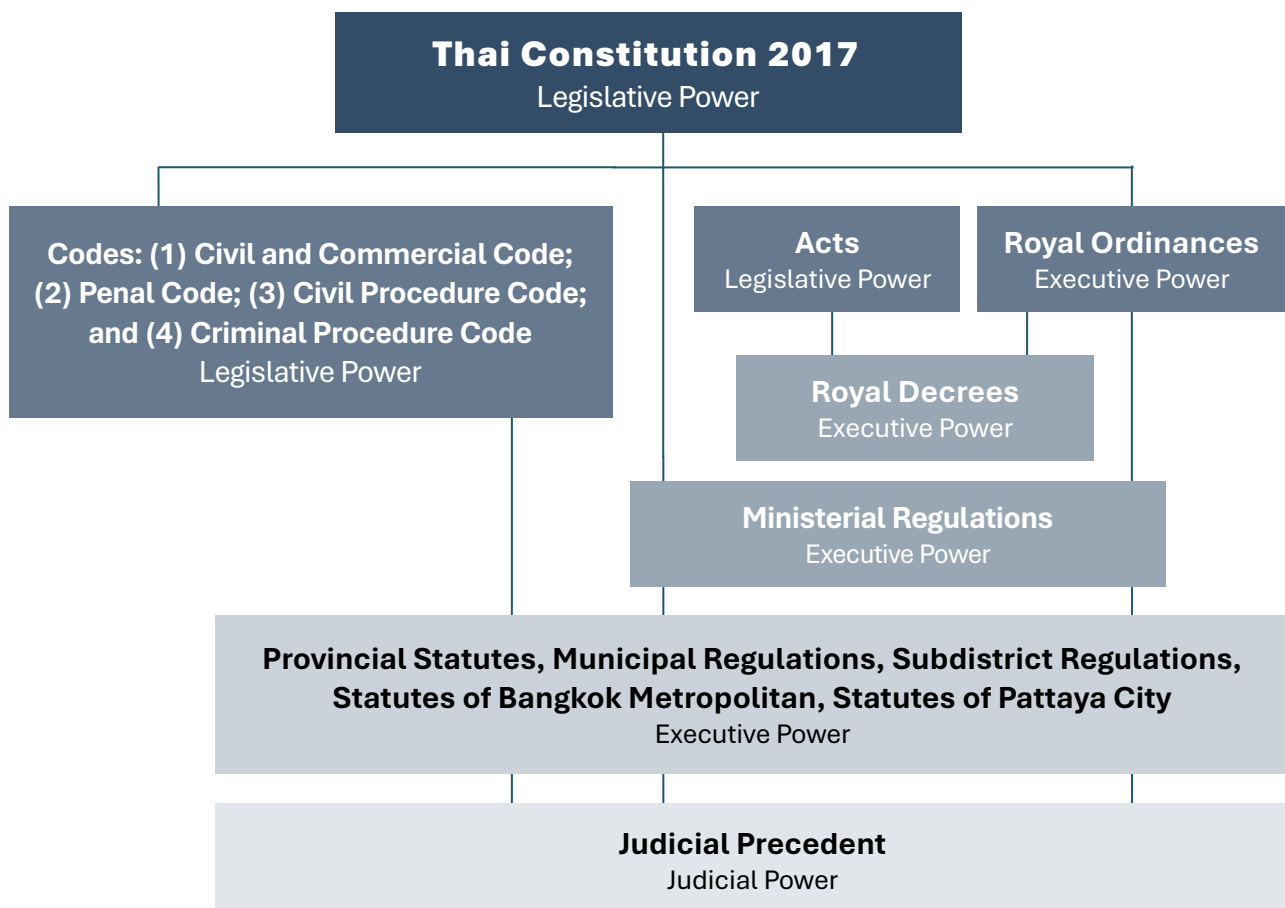 Thai Constitution 2017
Legislative Power
Codes: (1) Civil and Commercial Code;
(2) Penal Code; (3) Civil Procedure Code;
and (4) Criminal Procedure Code
Legislative Power
Acts
Legislative Power
Royal Ordinances
Executive Power
Royal Decrees
Executive Power
Ministerial Regulations
Executive Power
Provincial Statutes, Municipal Regulations, Subdistrict Regulations,
Statutes of Bangkok Metropolitan, Statutes of Pattaya City
Executive Power
Judicial Precedent
Judicial Power